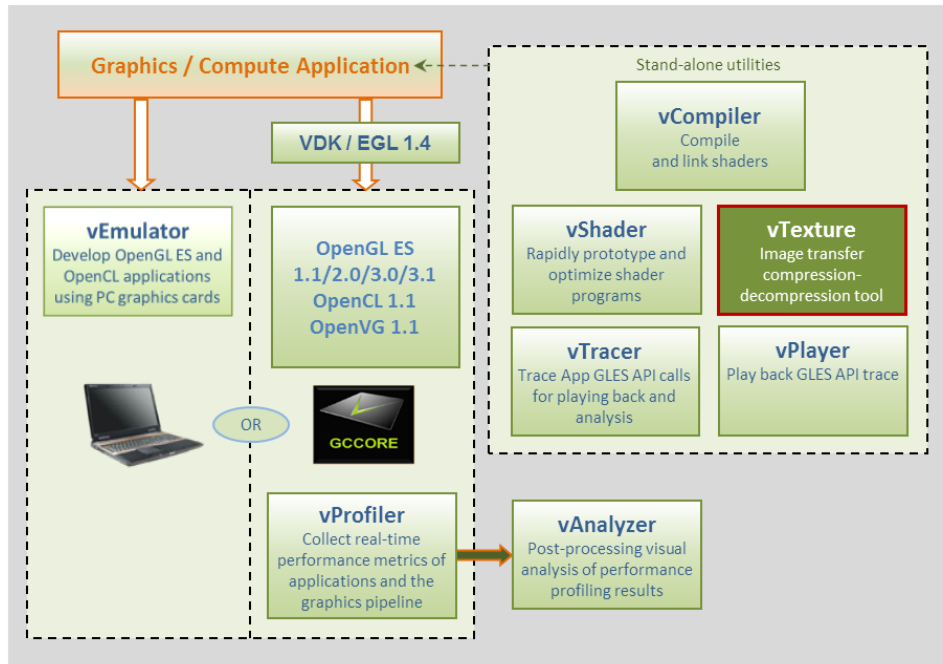 Graphics / Compute Application
Stand-alone utilities
vCompiler
Compile
and link shaders
VDK / EGL 1.4
vEmulator
Develop OpenGL ES and
OpenCL applications
using PC graphics cards
OpenGL ES
1.1/2.0/3.0/3.1
OpenCL 1.1
OpenVG 1.1
vShader
Rapidly prototype and
optimize shader
programs
vTexture
Image transfer
compression-
decompression tool
vTracer
Trace App GLES API calls
for playing back and
analysis
vPlayer
Play back GLES API trace
OR
GCCORE
vProfiler
Collect real-time
performance metrics of
applications and the
graphics pipeline
vAnalyzer
Post-processing visual
analysis of performance
profiling results